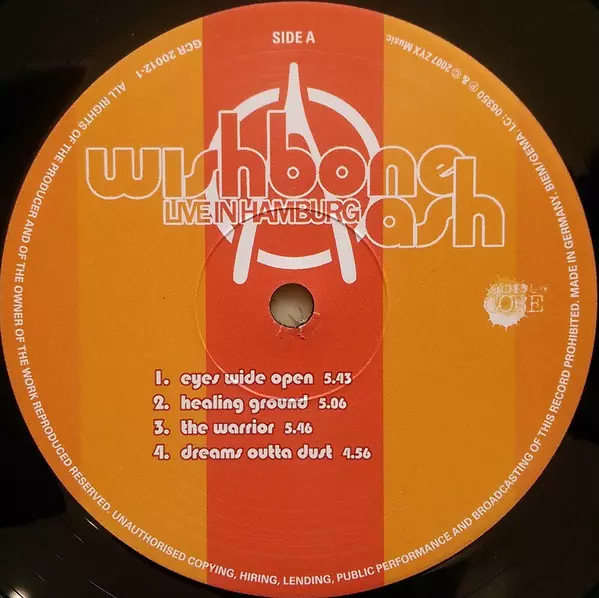 SIDE A
GCR 20012-1
℗ & © 2007 ZYX Music
wishbone
ash
LIVE IN HAMBURG
1. eyes wide open 5.43
2. healing ground 5.06
3. the warrior 5.46
4. dreams outta dust 4.56
ALL RIGHTS OF THE PRODUCER AND OF THE OWNER OF THE WORK REPRODUCED RESERVED. UNAUTHORISED COPYING, HIRING, LENDING, PUBLIC PERFORMANCE AND BROADCASTING OF THIS RECORD PROHIBITED. MADE IN GERMANY. BIEM/GEMA. LC. 06350